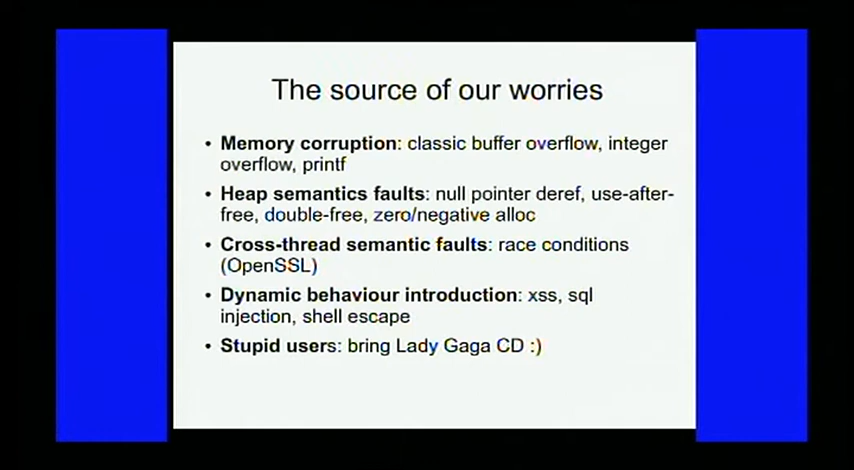 The source of our worries
• Memory corruption: classic buffer overflow, integer
overflow, printf
• Heap semantics faults: null pointer deref, use-after-
free, double-free, zero/negative alloc
• Cross-thread semantic faults: race conditions
(OpenSSL)
• Dynamic behaviour introduction: xss, sql
injection, shell escape
• Stupid users: bring Lady Gaga CD :)